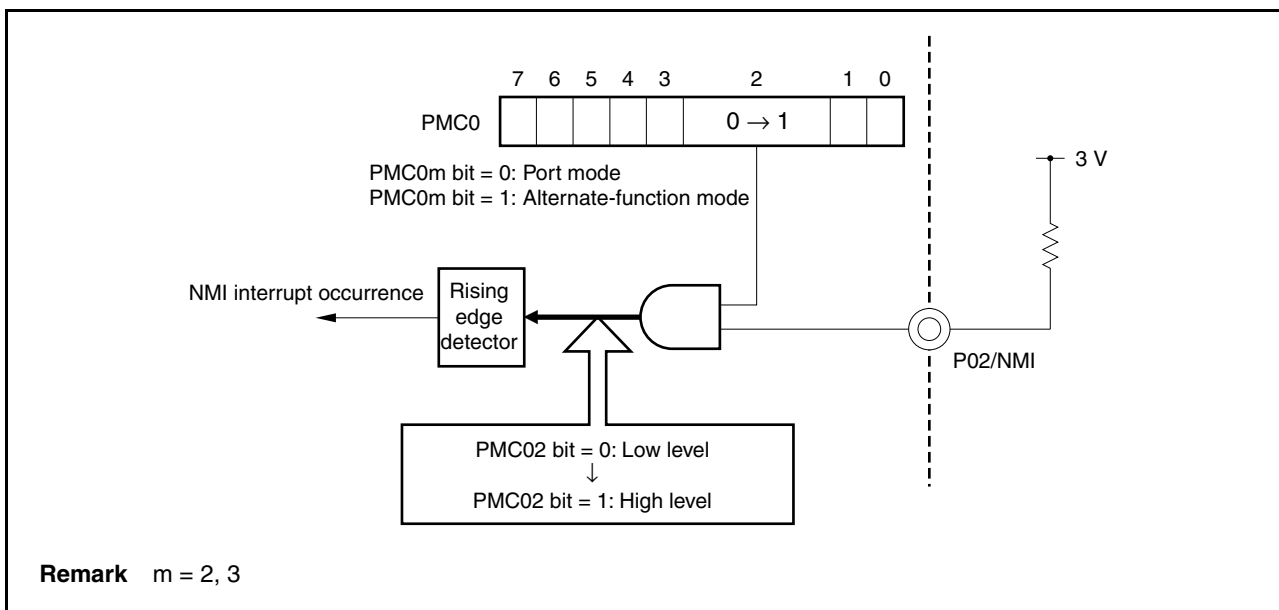 7 6 5 4 3 2 1 0
PMC0
0 → 1
PMC0m bit = 0: Port mode
PMC0m bit = 1: Alternate-function mode
3 V
NMI interrupt occurrence
Rising
edge
detector
P02/NMI
PMC02 bit = 0: Low level
↓
PMC02 bit = 1: High level
Remark m = 2, 3